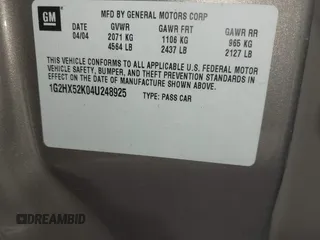 GM
MFD BY GENERAL MOTORS CORP
DATE GVWR GAWR FRT GAWR RR
04/04 2071 KG 1106 KG 965 KG
4564 LB 2437 LB 2127 LB
THIS VEHICLE CONFORMS TO ALL APPLICABLE U.S. FEDERAL MOTOR
VEHICLE SAFETY, BUMPER, AND THEFT PREVENTION STANDARDS IN
EFFECT ON THE DATE OF MANUFACTURE SHOWN ABOVE.
1G2HX52K04U248925 TYPE: PASS CAR
DREAMBID